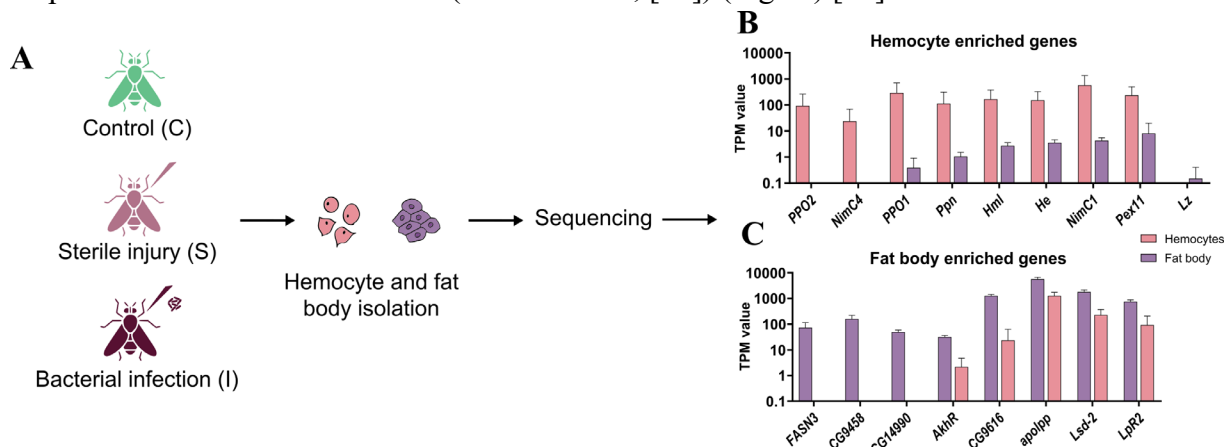 A
Control (C)
Sterile injury (S)
Bacterial infection (I)
Hemocyte and fat
body isolation
Sequencing
B
Hemocyte enriched genes
TPM value
10000
1000
100
10
1
0.1
PPO2
NimC4
PPO1
Ppn
Hml
He
NimC1
Pex11
Lz
Hemocytes
Fat body
C
Fat body enriched genes
TPM value
10000
1000
100
10
1
0.1
FASN3
CG9458
CG14990
AkhR
CG9616
apolpp
Lsd-2
LpR2